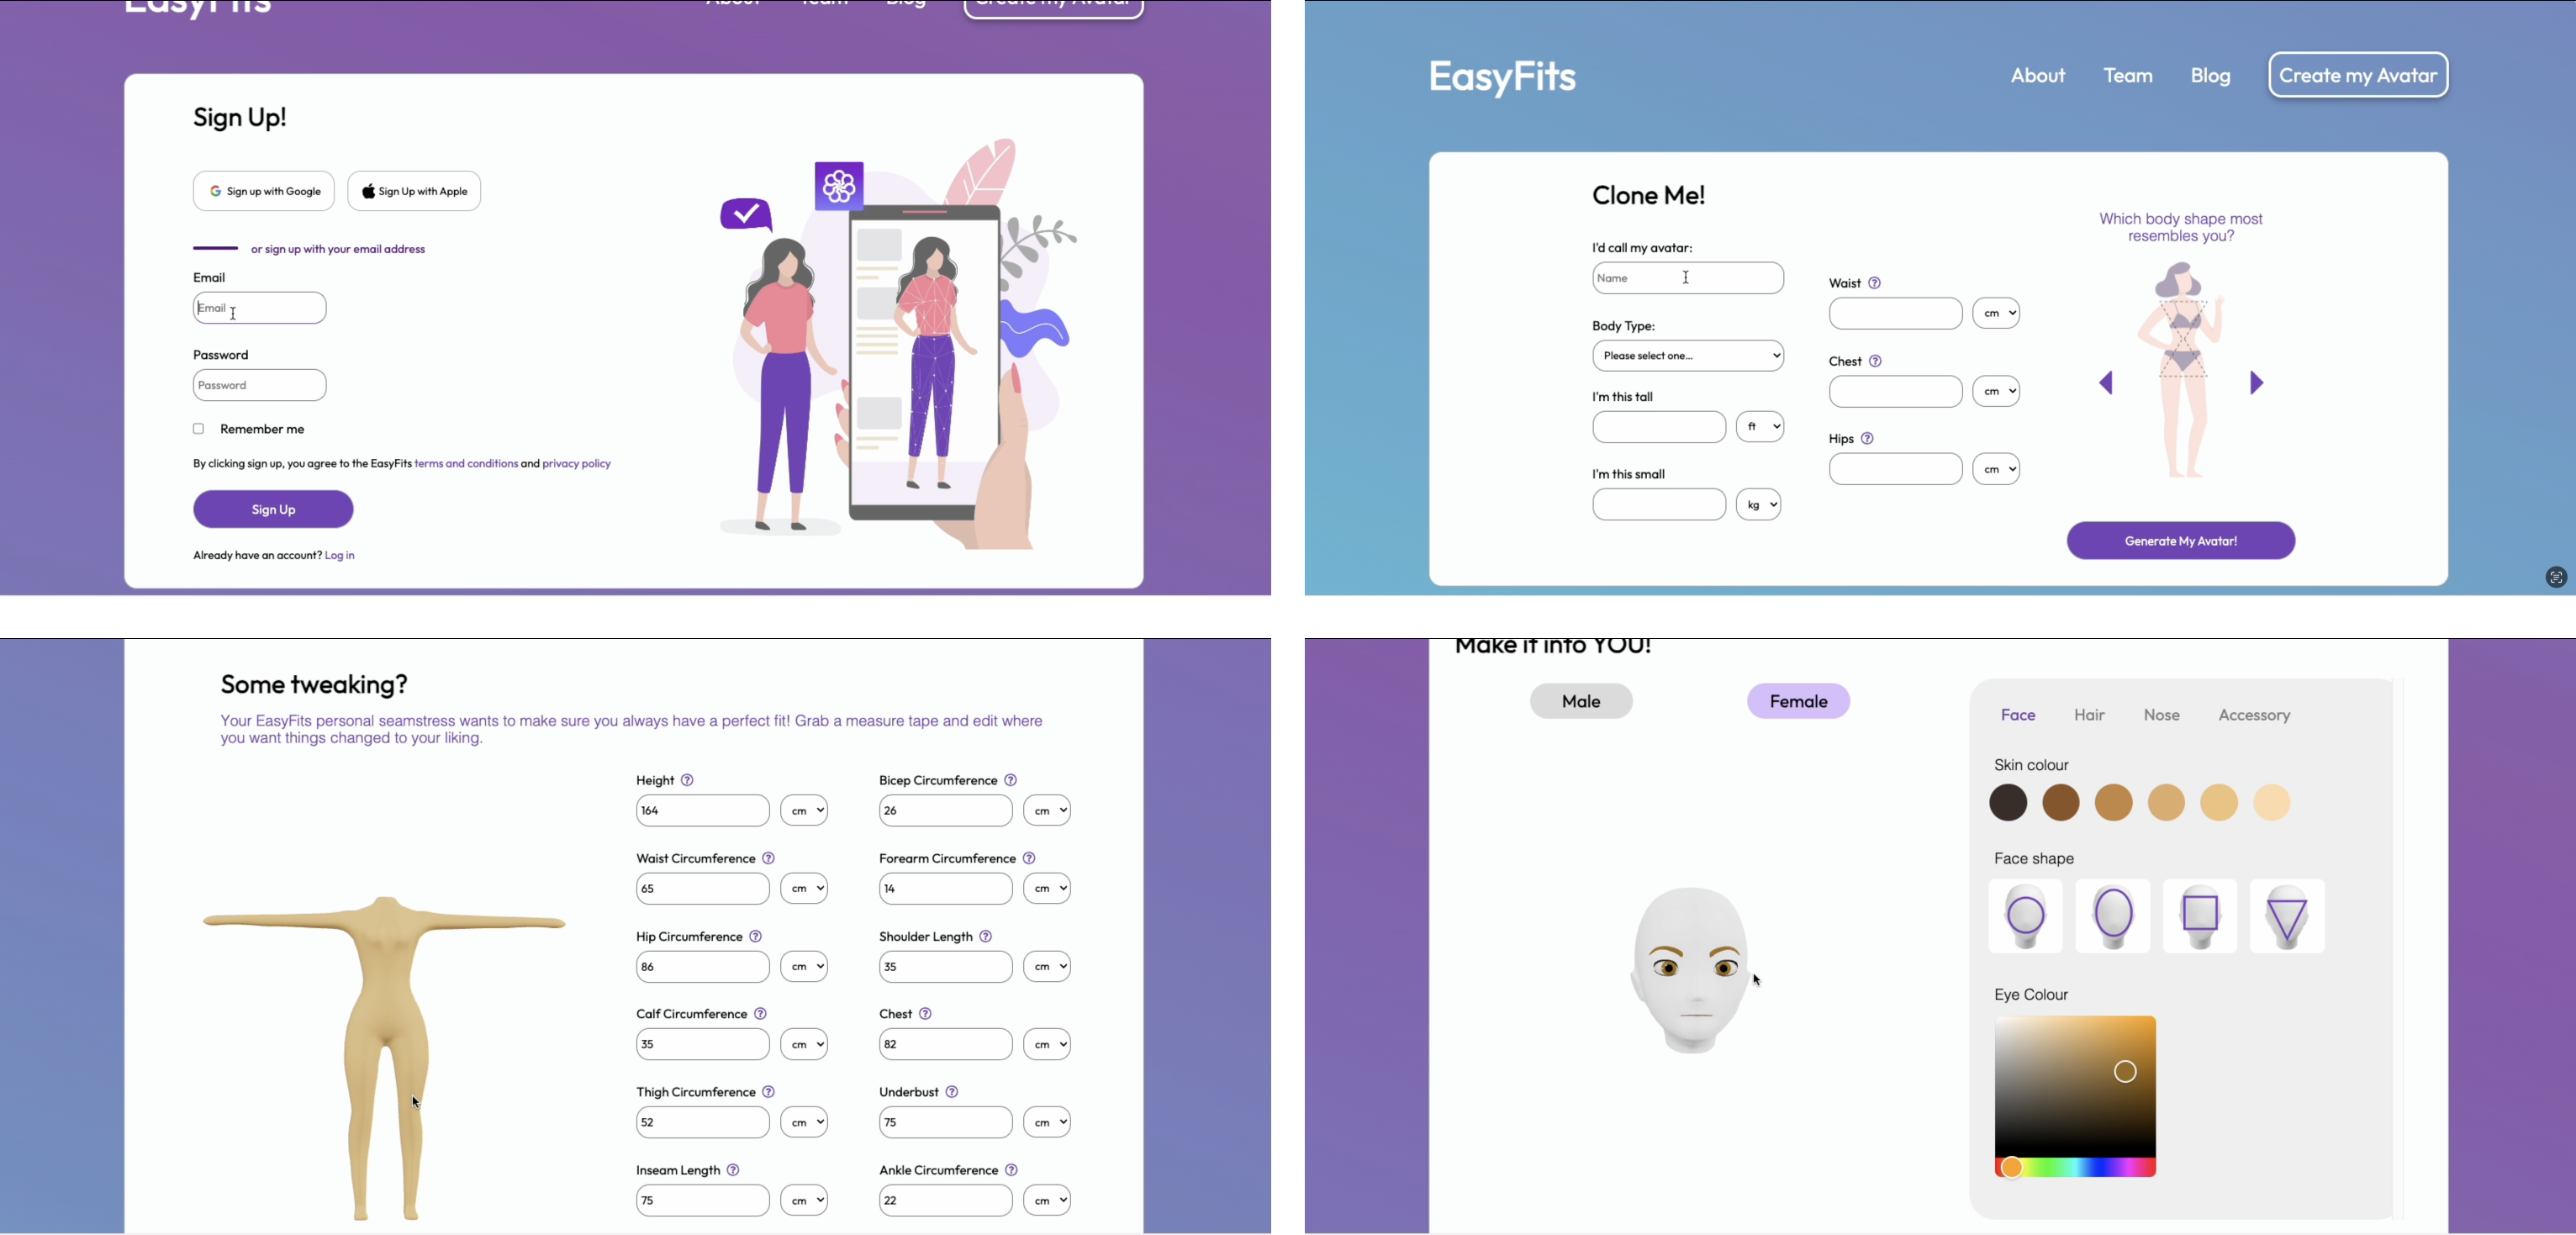 EasyFits
About Team Blog Create my Avatar
Sign Up!
Sign up with Google
Sign Up with Apple
or sign up with your email address
Email
Email
Password
Password
Remember me
By clicking sign up, you agree to the EasyFits terms and conditions and privacy policy
Sign Up
Already have an account? Log in
EasyFits
About Team Blog Create my Avatar
Clone Me!
I'd call my avatar:
Name
Body Type:
Please select one...
I'm this tall
ft
I'm this small
kg
Waist ?
cm
Chest ?
cm
Hips ?
cm
Which body shape most
resembles you?
Generate My Avatar!
Some tweaking?
Your EasyFits personal seamstress wants to make sure you always have a perfect fit! Grab a measure tape and edit where
you want things changed to your liking.
Height ?
164 cm
Bicep Circumference ?
26 cm
Waist Circumference ?
65 cm
Forearm Circumference ?
14 cm
Hip Circumference ?
86 cm
Shoulder Length ?
35 cm
Calf Circumference ?
35 cm
Chest ?
82 cm
Thigh Circumference ?
52 cm
Underbust ?
75 cm
Inseam Length ?
75 cm
Ankle Circumference ?
22 cm
Make it into YOU!
Male
Female
Face Hair Nose Accessory
Skin colour
Face shape
Eye Colour